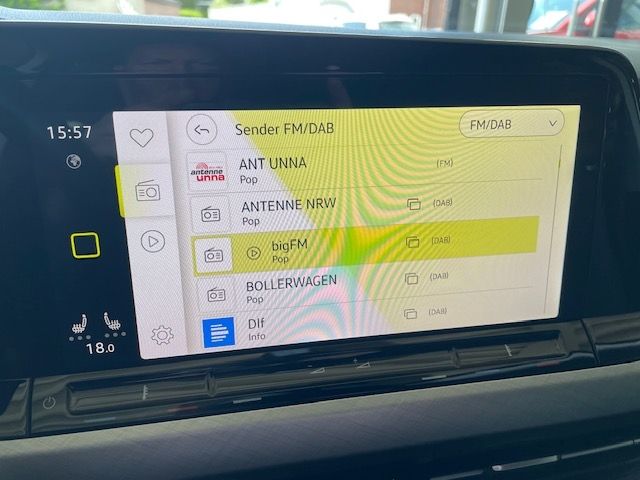 15:57
Sender FM/DAB
FM/DAB
antenne
unna
ANT UNNA
(FM)
Pop
ANTENNE NRW
(DAB)
Pop
bigFM
(DAB)
Pop
BOLLERWAGEN
(DAB)
Pop
Dlf
(DAB)
Info
18.0